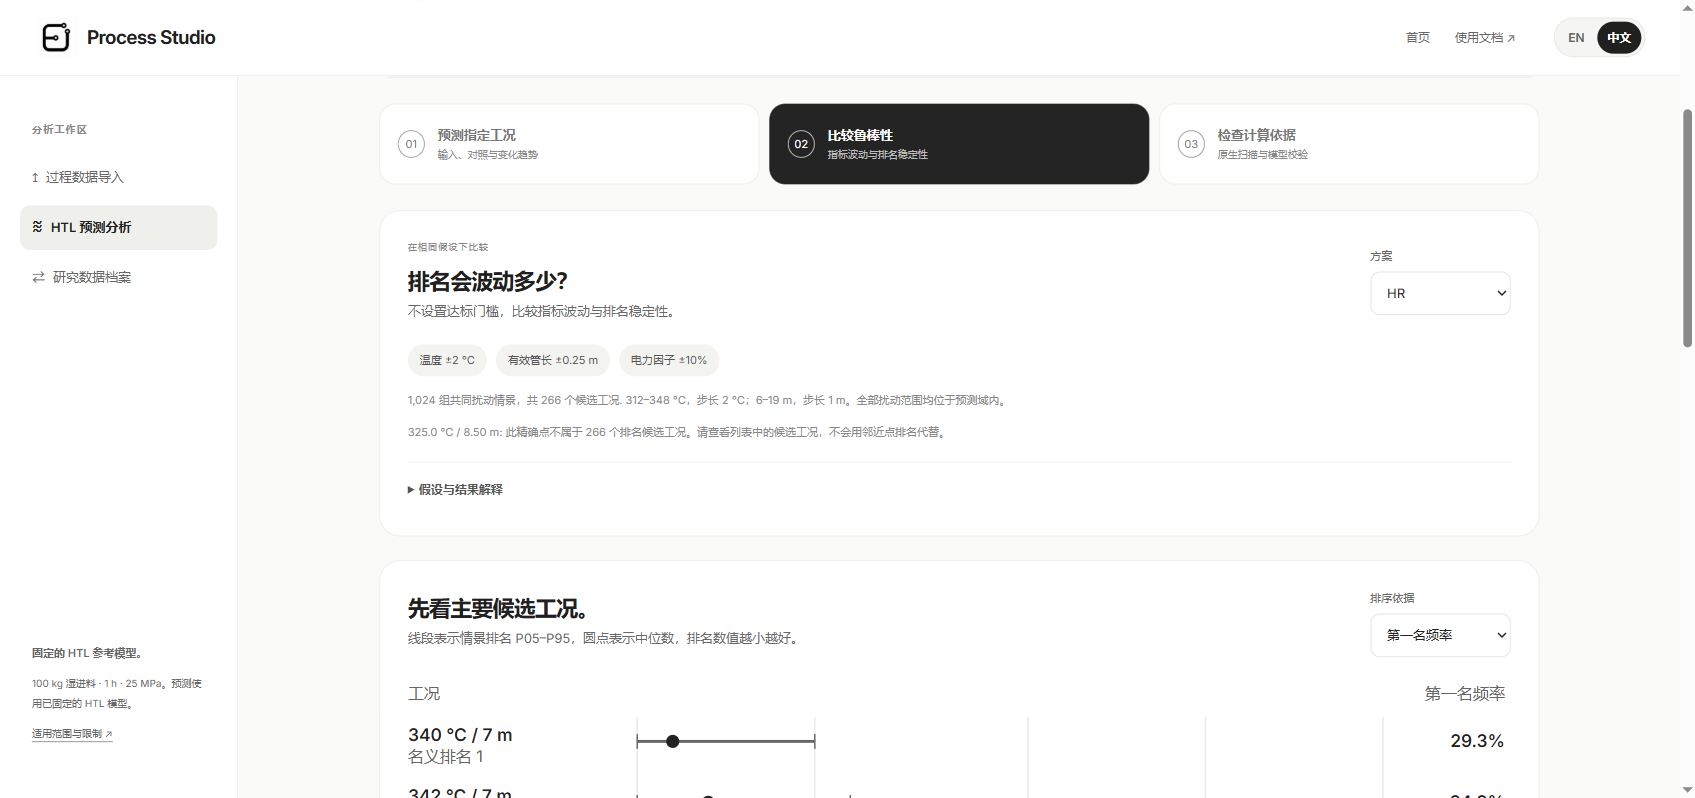 Process Studio
首页
使用文档 ↗
EN
中文
分析工作区
↥ 过程数据导入
HTL 预测分析
⇄ 研究数据档案
固定的 HTL 参考模型。
100 kg 湿进料 · 1 h · 25 MPa。预测使
用已固定的 HTL 模型。
适用范围与限制 ↗
01
预测指定工况
输入、对照与变化趋势
02
比较鲁棒性
指标波动与排名稳定性
03
检查计算依据
原生扫描与模型校验
在相同假设下比较
排名会波动多少？
不设置达标门槛，比较指标波动与排名稳定性。
方案
HR
温度 ±2 °C
有效管长 ±0.25 m
电力因子 ±10%
1,024 组共同扰动情景，共 266 个候选工况. 312–348 °C，步长 2 °C；6–19 m，步长 1 m。全部扰动范围均位于预测域内。
325.0 °C / 8.50 m: 此精确点不属于 266 个排名候选工况。请查看列表中的候选工况，不会用邻近点排名代替。
▶ 假设与结果解释
先看主要候选工况。
线段表示情景排名 P05–P95，圆点表示中位数，排名数值越小越好。
排序依据
第一名频率
工况
第一名频率
340 °C / 7 m
名义排名 1
29.3%
342 °C / 7 m